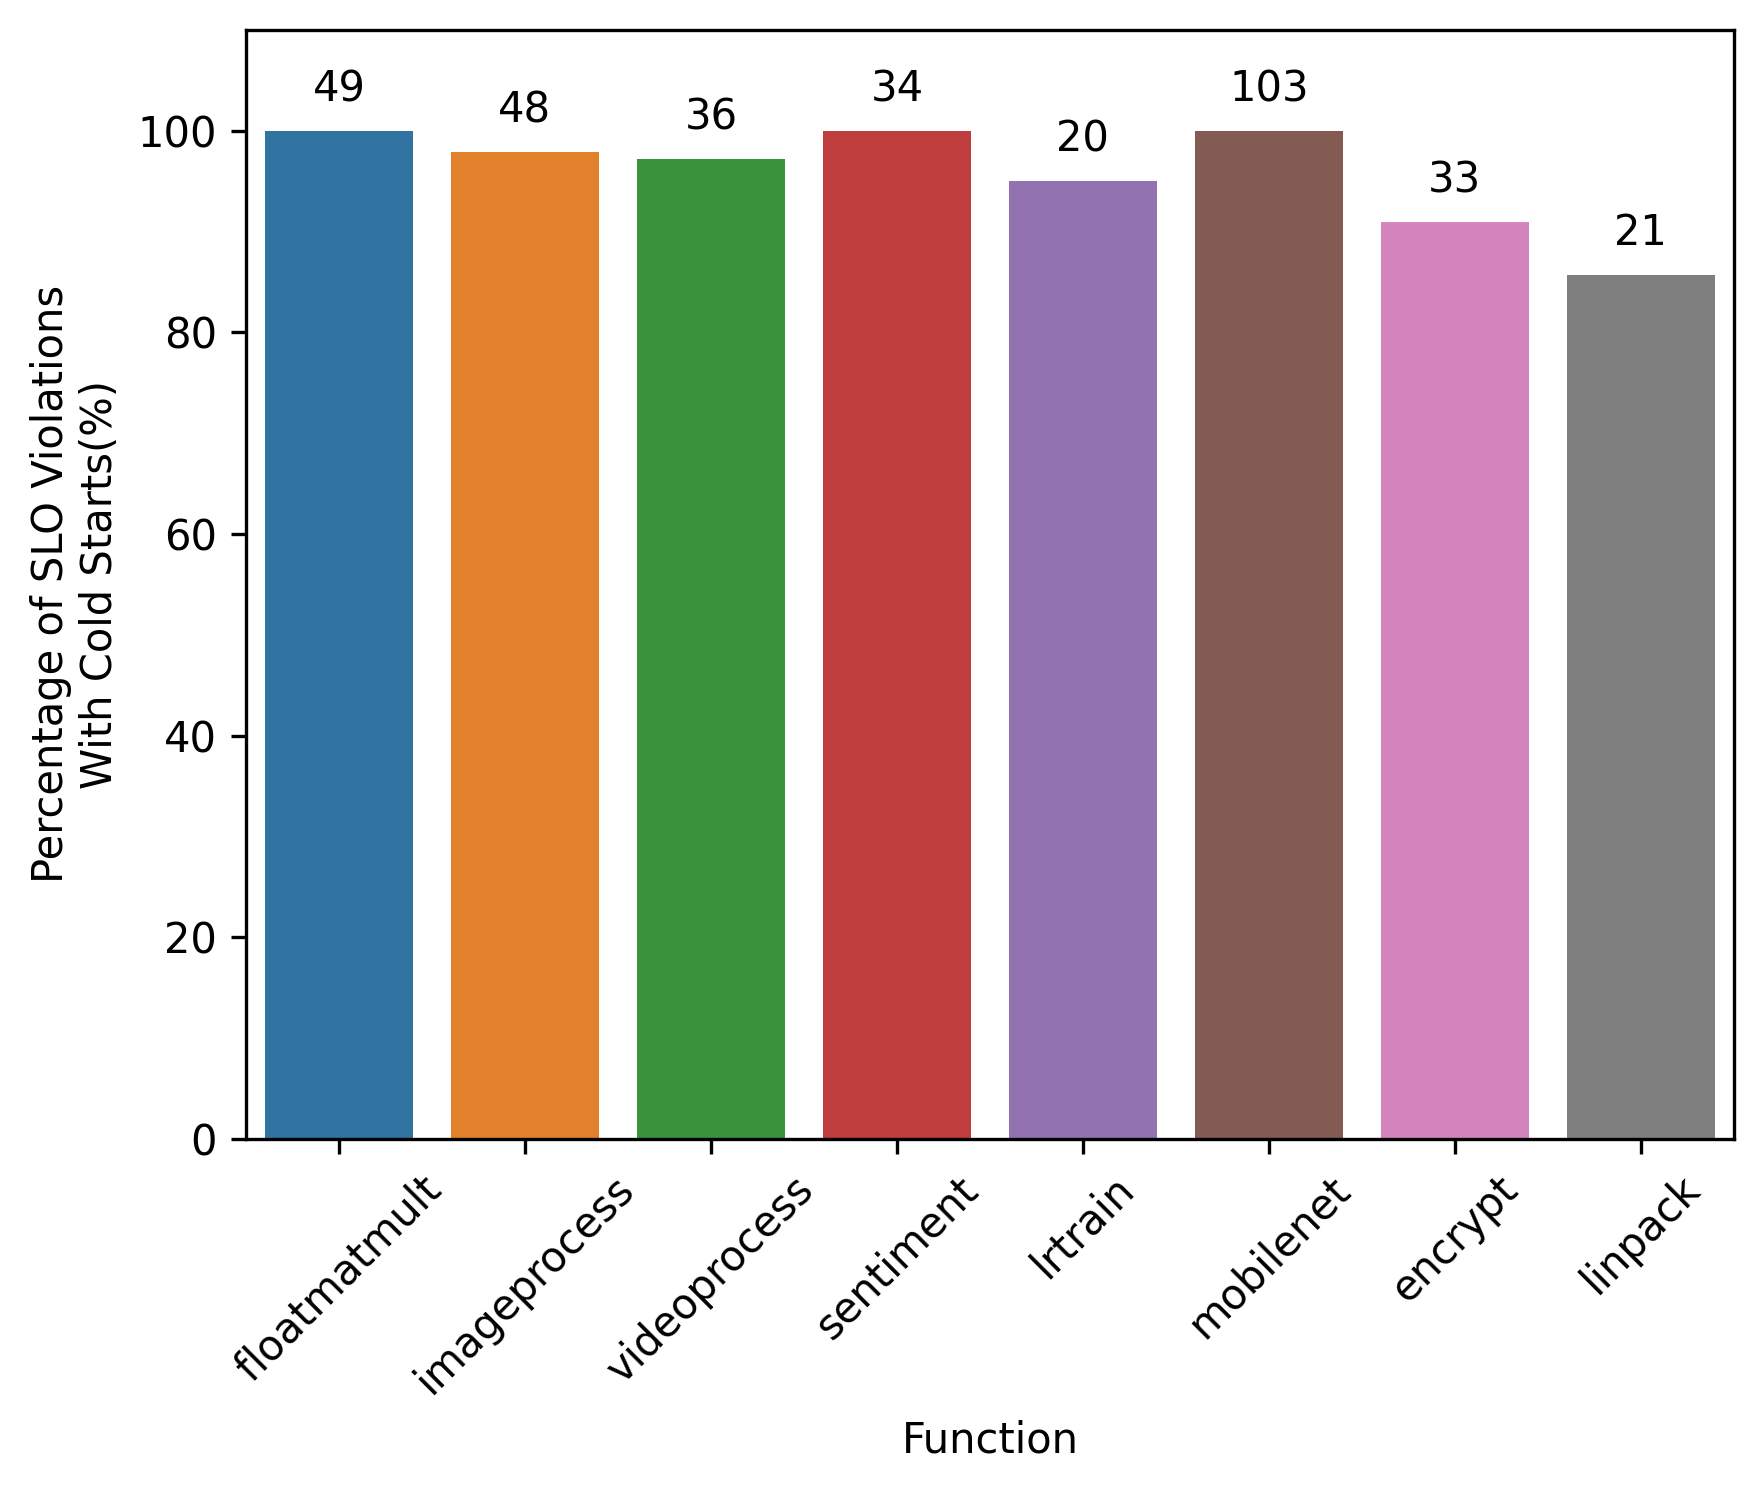 49
48
36
34
20
103
33
21
100
80
60
40
20
0
Percentage of SLO Violations
With Cold Starts(%)
floatmatmult
imageprocess
videoprocess
sentiment
lrtrain
mobilenet
encrypt
linpack
Function